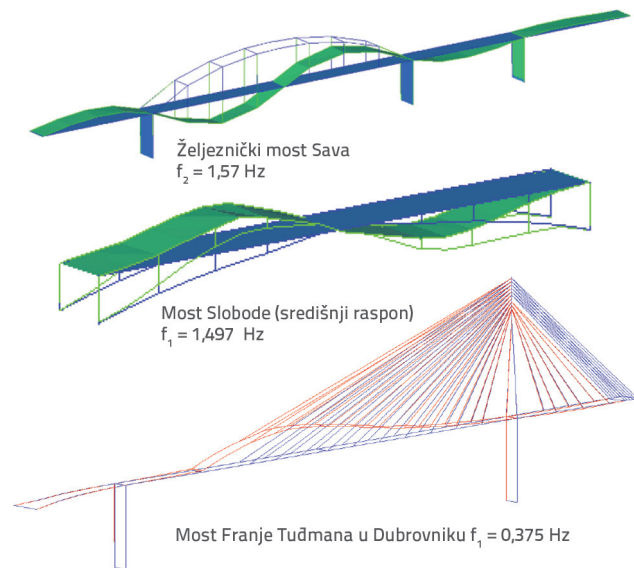 Željeznički most Sava
f₂ = 1,57 Hz
Most Slobode (središnji raspon)
f₁ = 1,497 Hz
Most Franje Tuđmana u Dubrovniku f₁ = 0,375 Hz